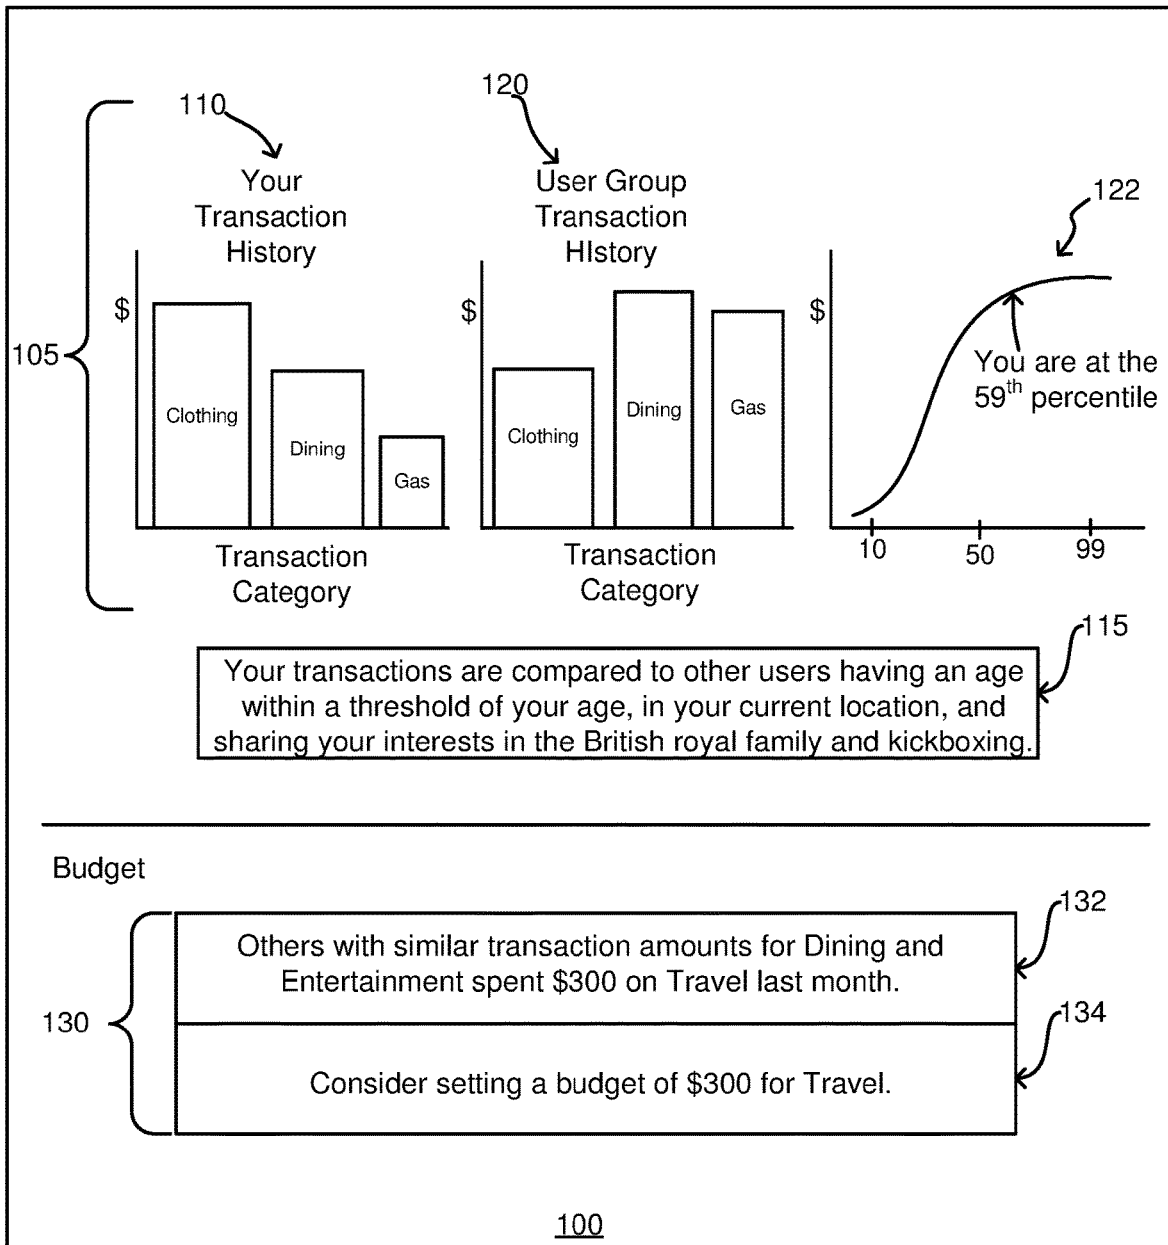 110
120
Your
Transaction
History
User Group
Transaction
HIstory
122
105
$
Clothing
Dining
Gas
Transaction
Category
$
Clothing
Dining
Gas
Transaction
Category
$
You are at the
59th percentile
10 50 99
115
Your transactions are compared to other users having an age
within a threshold of your age, in your current location, and
sharing your interests in the British royal family and kickboxing.
Budget
130
132
Others with similar transaction amounts for Dining and
Entertainment spent $300 on Travel last month.
134
Consider setting a budget of $300 for Travel.
100